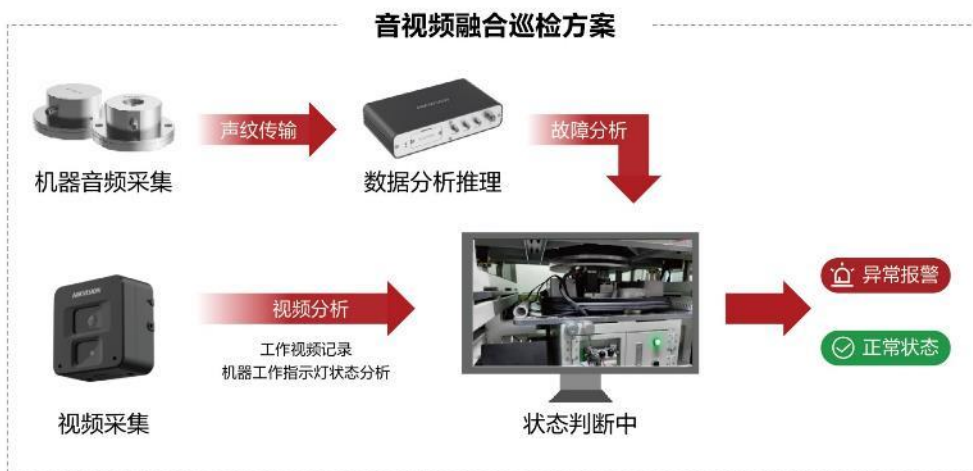 音视频融合巡检方案
声纹传输
故障分析
机器音频采集
数据分析推理
HIKVISION
视频分析
工作视频记录
机器工作指示灯状态分析
异常报警
正常状态
视频采集
状态判断中